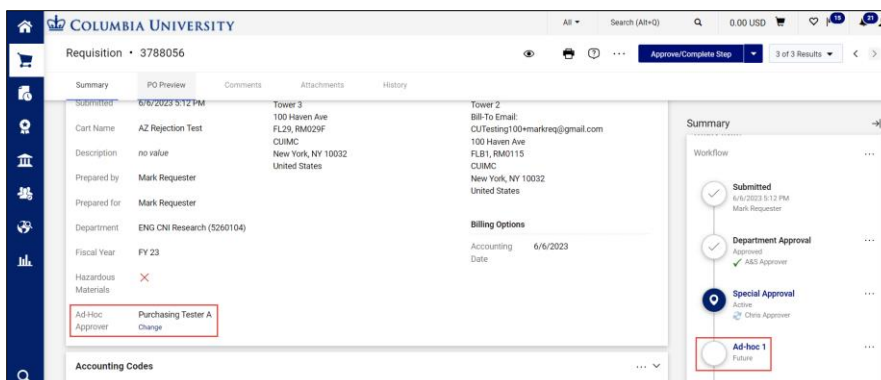 COLUMBIA UNIVERSITY
All
Search (Alt+Q)
0.00 USD
15
21
Requisition • 3788056
Approve/Complete Step
3 of 3 Results
Summary
PO Preview
Comments
Attachments
History
Submitted 6/6/2023 5:12 PM
Cart Name AZ Rejection Test
Description no value
Prepared by Mark Requester
Prepared for Mark Requester
Department ENG CNI Research (5260104)
Fiscal Year FY 23
Hazardous
Materials
Ad-Hoc Purchasing Tester A
Approver Change
Tower 3
100 Haven Ave
FL29, RM029F
CUIMC
New York, NY 10032
United States
Tower 2
Bill-To Email:
CUTesting100+markreq@gmail.com
100 Haven Ave
FLB1, RM0115
CUIMC
New York, NY 10032
United States
Billing Options
Accounting 6/6/2023
Date
Accounting Codes
Summary
Workflow
Submitted
6/6/2023 5:12 PM
Mark Requester
Department Approval
Approved
A&S Approver
Special Approval
Active
Chris Approver
Ad-hoc 1
Future